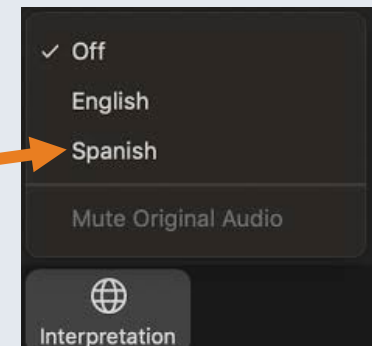 Off
English
Spanish
Mute Original Audio
Interpretation